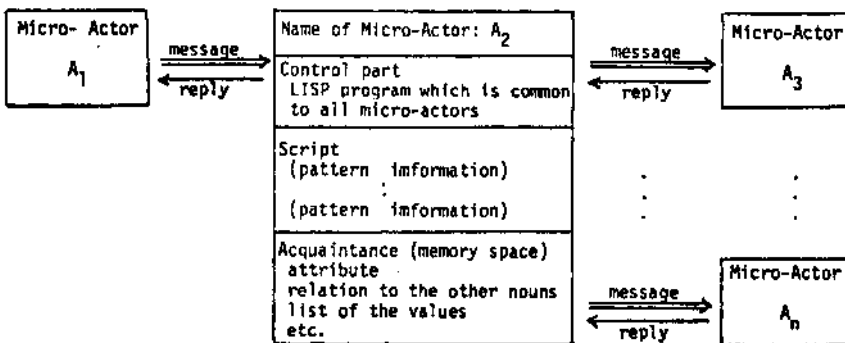 Micro- Actor
A1
message
reply
Name of Micro-Actor: A2
Control part
LISP program which is common
to all micro-actors
Script
(pattern imformation)
:
(pattern imformation)
Acquaintance (memory space)
attribute
relation to the other nouns
list of the values
etc.
message
reply
Micro-Actor
A3
message
reply
Micro-Actor
An